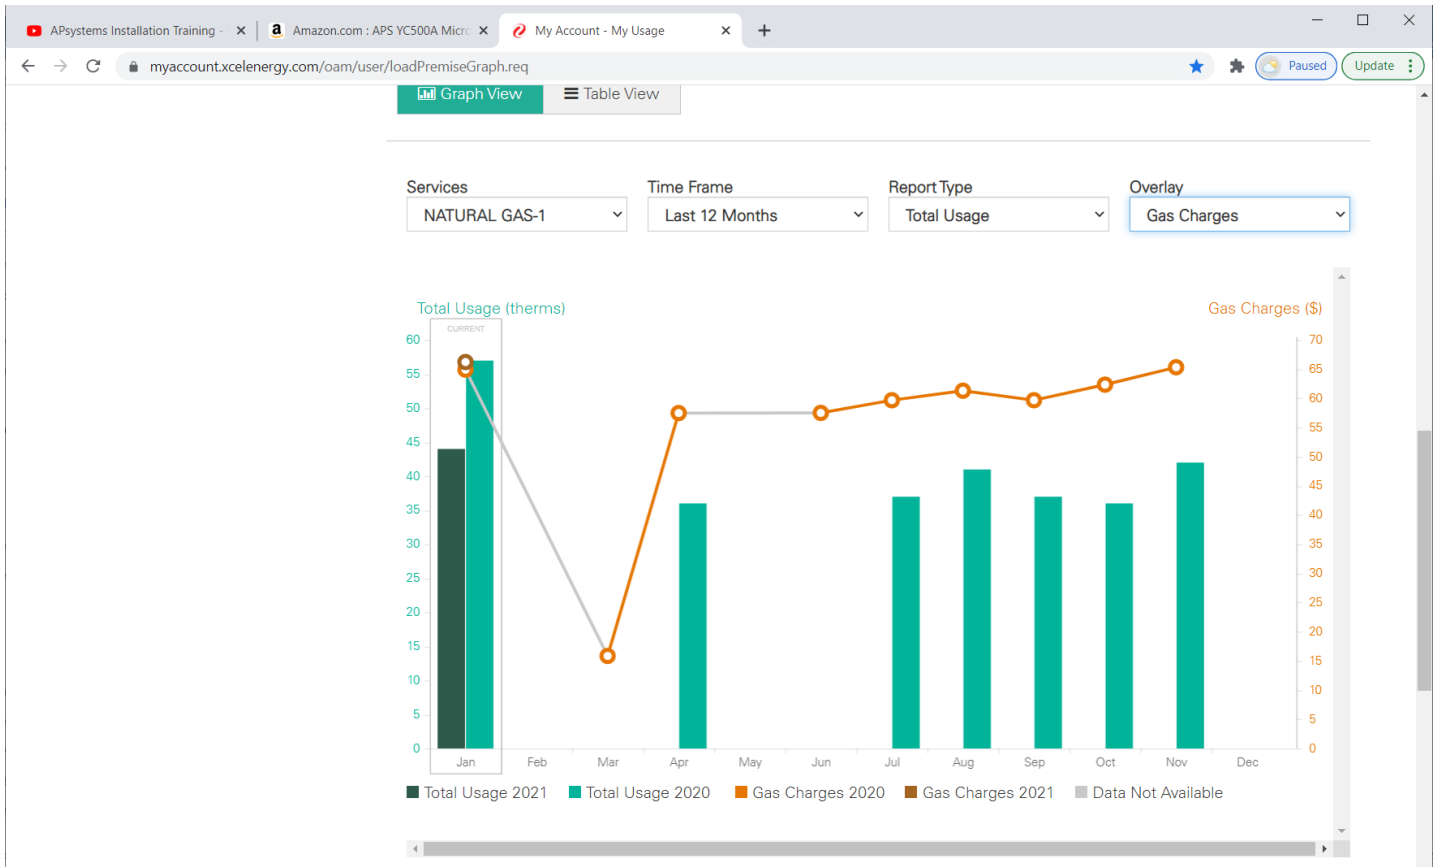 APsystems Installation Training -
a Amazon.com : APS YC500A Micro
My Account - My Usage
myaccount.xcelenergy.com/oam/user/loadPremiseGraph.req
Paused
Update
Graph View
Table View
Services
Time Frame
Report Type
Overlay
NATURAL GAS-1
Last 12 Months
Total Usage
Gas Charges
Total Usage (therms)
Gas Charges ($)
CURRENT
60
55
50
45
40
35
30
25
20
15
10
5
0
70
65
60
55
50
45
40
35
30
25
20
15
10
5
0
Jan Feb Mar Apr May Jun Jul Aug Sep Oct Nov Dec
Total Usage 2021 Total Usage 2020 Gas Charges 2020 Gas Charges 2021 Data Not Available